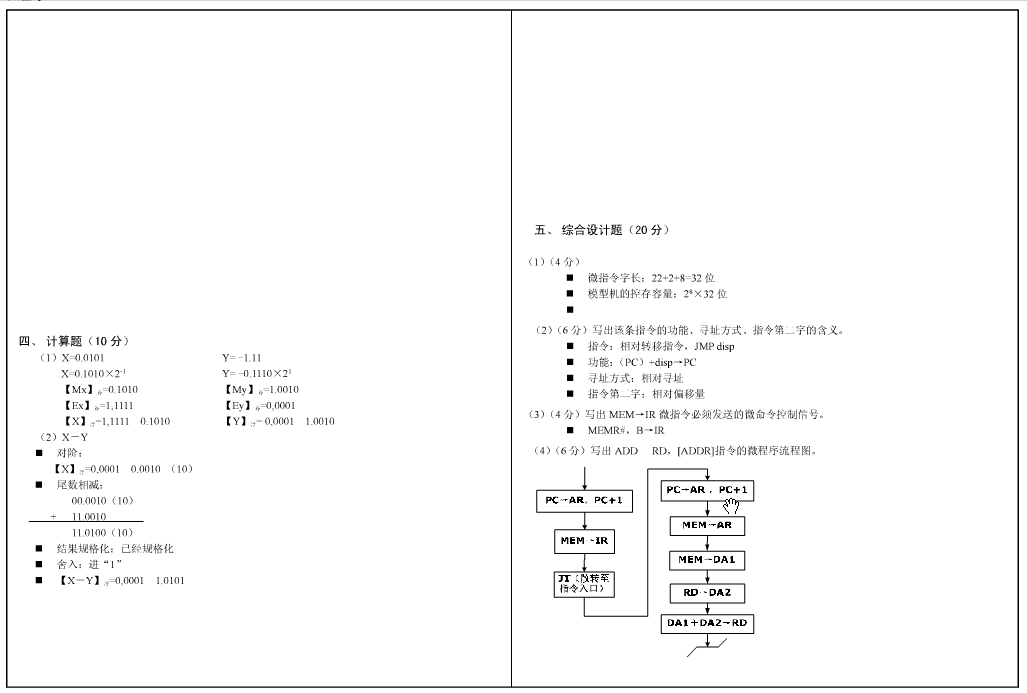 四、 计算题（10 分）
（1）X=0.0101 Y= -1.11
X=0.1010×2⁻¹ Y= -0.1110×2¹
【Mx】补=0.1010 【My】补=1.0010
【Ex】补=1,1111 【Ey】补=0,0001
【X】浮=1,1111 0.1010 【Y】浮=0,0001 1.0010
（2）X－Y
■ 对阶：
【X】浮=0,0001 0.0010 （10）
■ 尾数相减：
00.0010（10）
+ 11.0010
11.0100（10）
■ 结果规格化：已经规格化
■ 舍入：进“1”
■ 【X－Y】浮=0,0001 1.0101
五、 综合设计题（20 分）
（1）（4 分）
■ 微指令字长：22+2+8=32 位
■ 模型机的控存容量：2⁸×32 位
■
（2）（6 分）写出该条指令的功能、寻址方式、指令第二字的含义。
■ 指令：相对转移指令，JMP disp
■ 功能：（PC）+disp→PC
■ 寻址方式：相对寻址
■ 指令第二字：相对偏移量
（3）（4 分）写出 MEM→IR 微指令必须发送的微命令控制信号。
■ MEMR#，B→IR
（4）（6 分）写出 ADD RD，[ADDR]指令的微程序流程图。
PC→AR，PC+1
MEM→IR
JT（散转至
指令入口）
PC→AR ，PC+1
MEM→AR
MEM→DA1
RD→DA2
DA1+DA2→RD